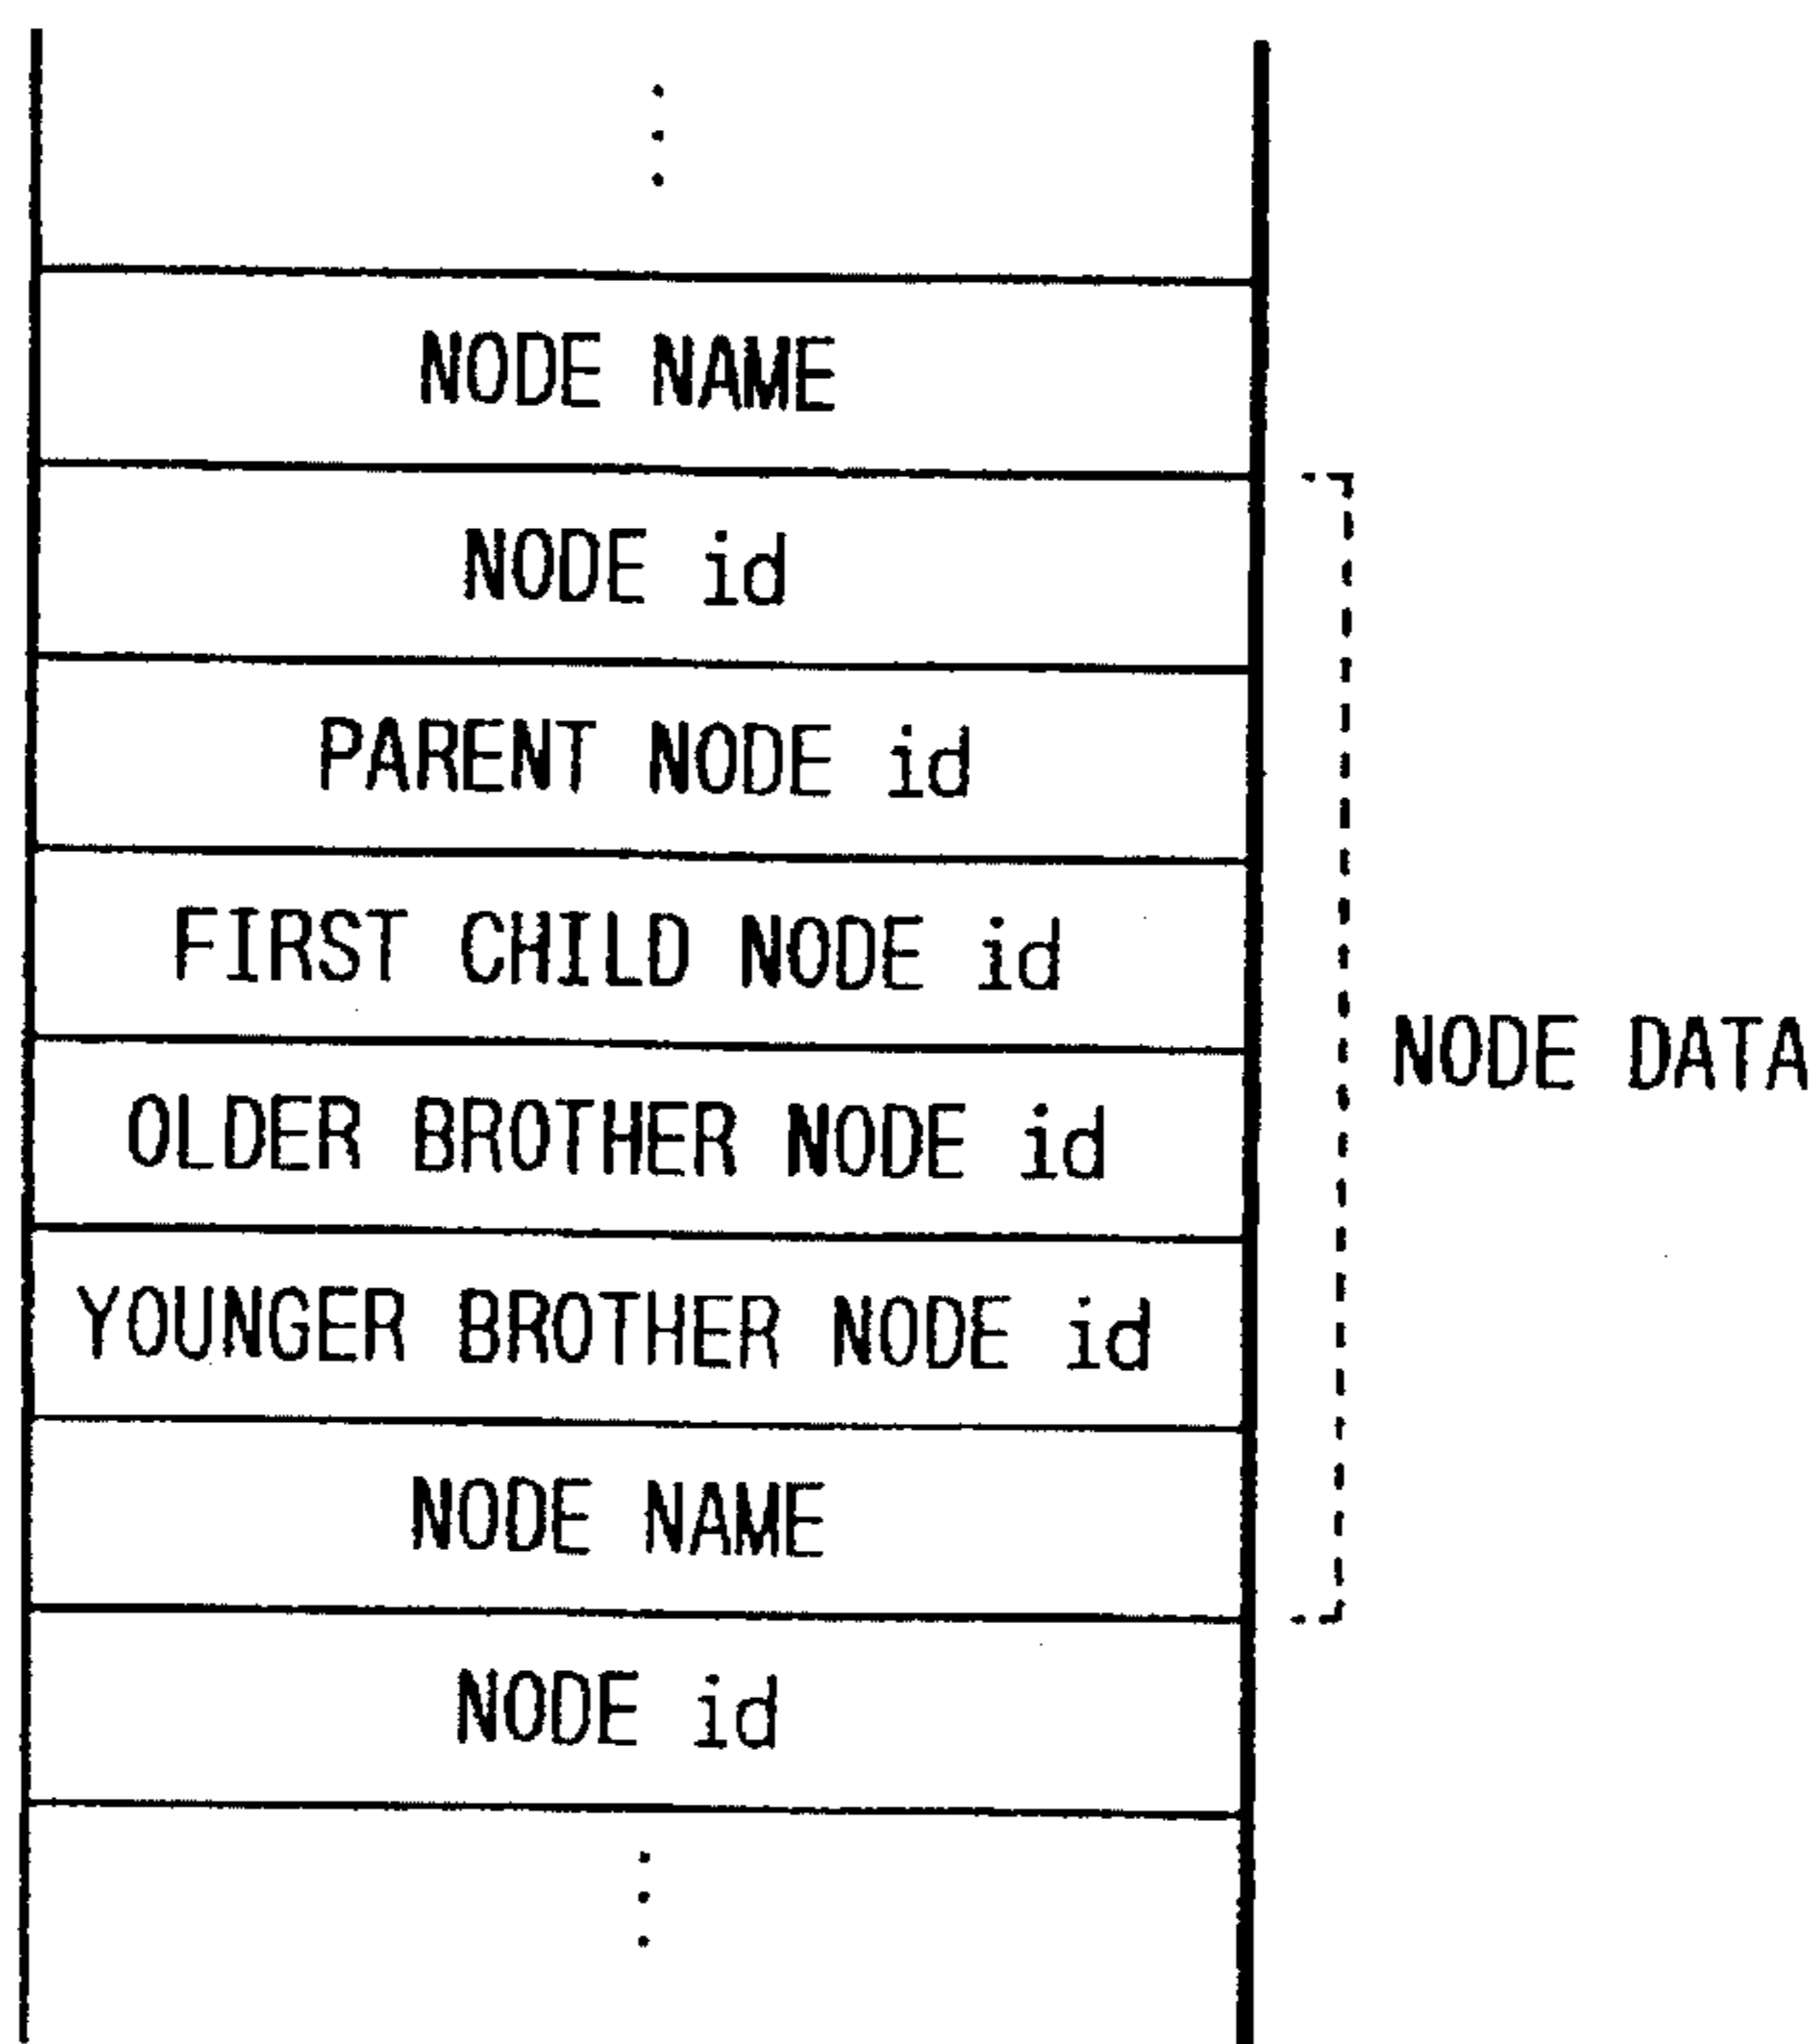 NODE NAME
NODE id
PARENT NODE id
FIRST CHILD NODE id
OLDER BROTHER NODE id
NODE DATA
YOUNGER BROTHER NODE id
NODE NAME
NODE id